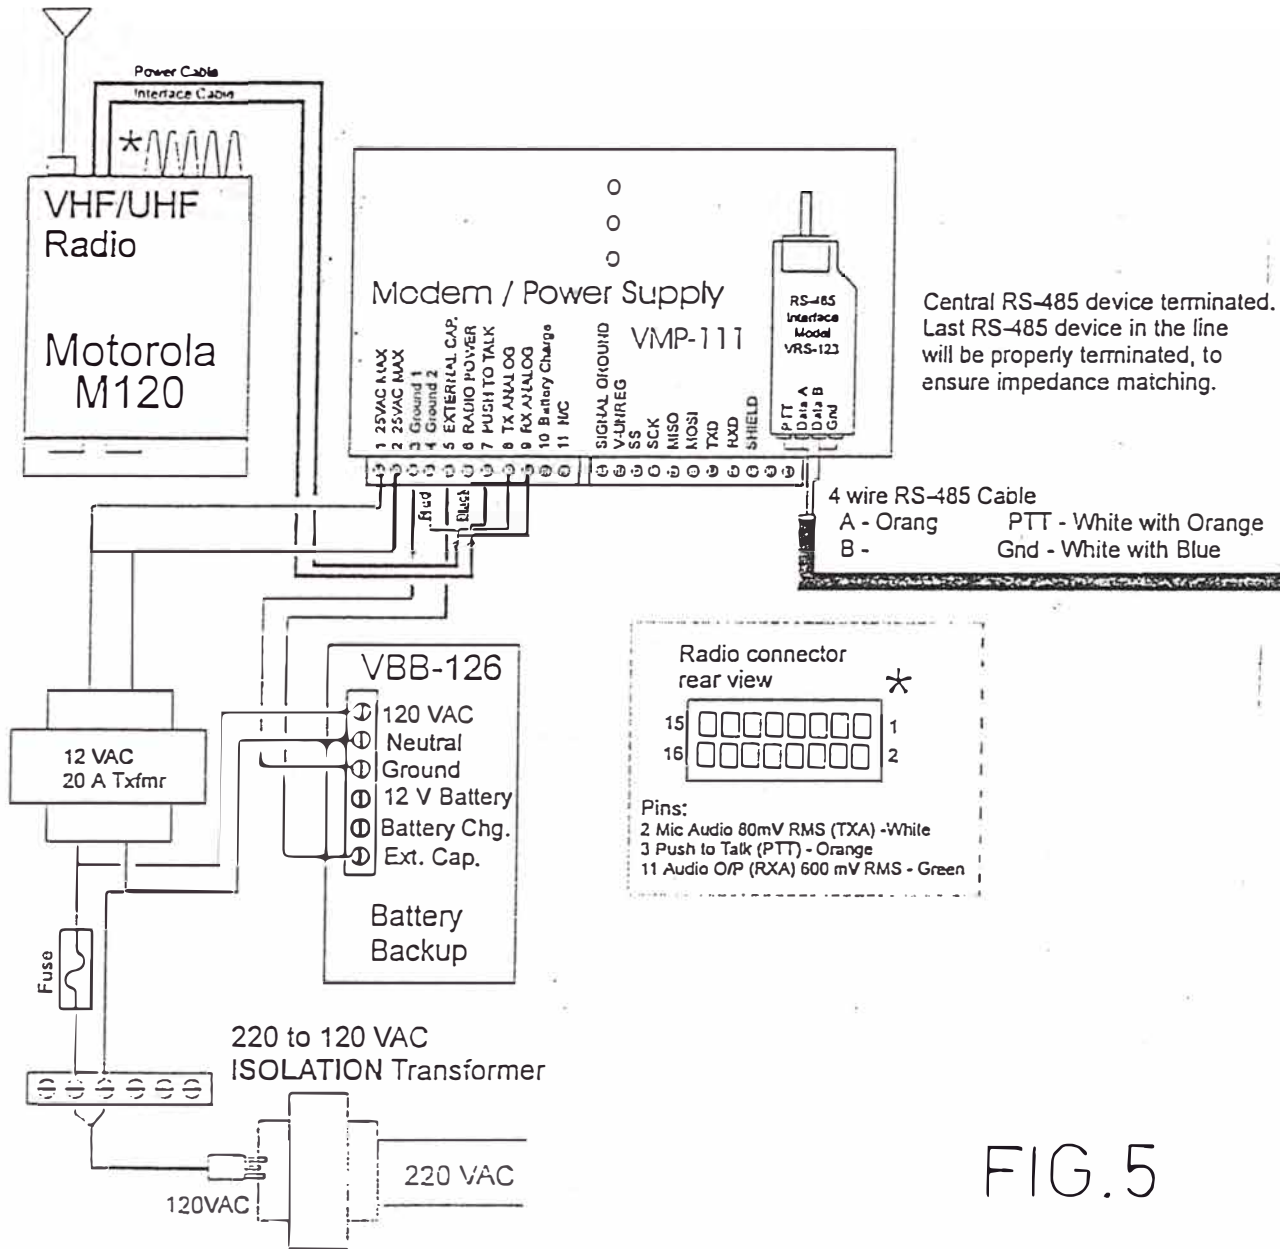 Power Cable
Interface Cable
*
VHF/UHF
Radio
Motorola
M120
Modem / Power Supply
VMP-111
RS-485
Interface
Model
VRS-123
PTT
Data A
Data B
Gnd
1 25VAC MAX
2 25VAC MAX
3 Ground 1
4 Ground 2
5 EXTERNAL CAP.
6 RADIO POWER
7 PUSH TO TALK
8 TX ANALOG
9 RX ANALOG
10 Battery Charge
11 N/C
SIGNAL GROUND
V-UNREG
SS
SCK
MISO
MOSI
TXD
RXD
SHIELD
Central RS-485 device terminated.
Last RS-485 device in the line
will be properly terminated, to
ensure impedance matching.
Red
Black
4 wire RS-485 Cable
A - Orang PTT - White with Orange
B - Gnd - White with Blue
VBB-126
120 VAC
Neutral
Ground
12 V Battery
Battery Chg.
Ext. Cap.
Battery
Backup
12 VAC
20 A Txfmr
Radio connector
rear view
*
15 1
16 2
Pins:
2 Mic Audio 80mV RMS (TXA) -White
3 Push to Talk (PTT) - Orange
11 Audio O/P (RXA) 600 mV RMS - Green
Fuse
220 to 120 VAC
ISOLATION Transformer
220 VAC
120VAC
FIG.5